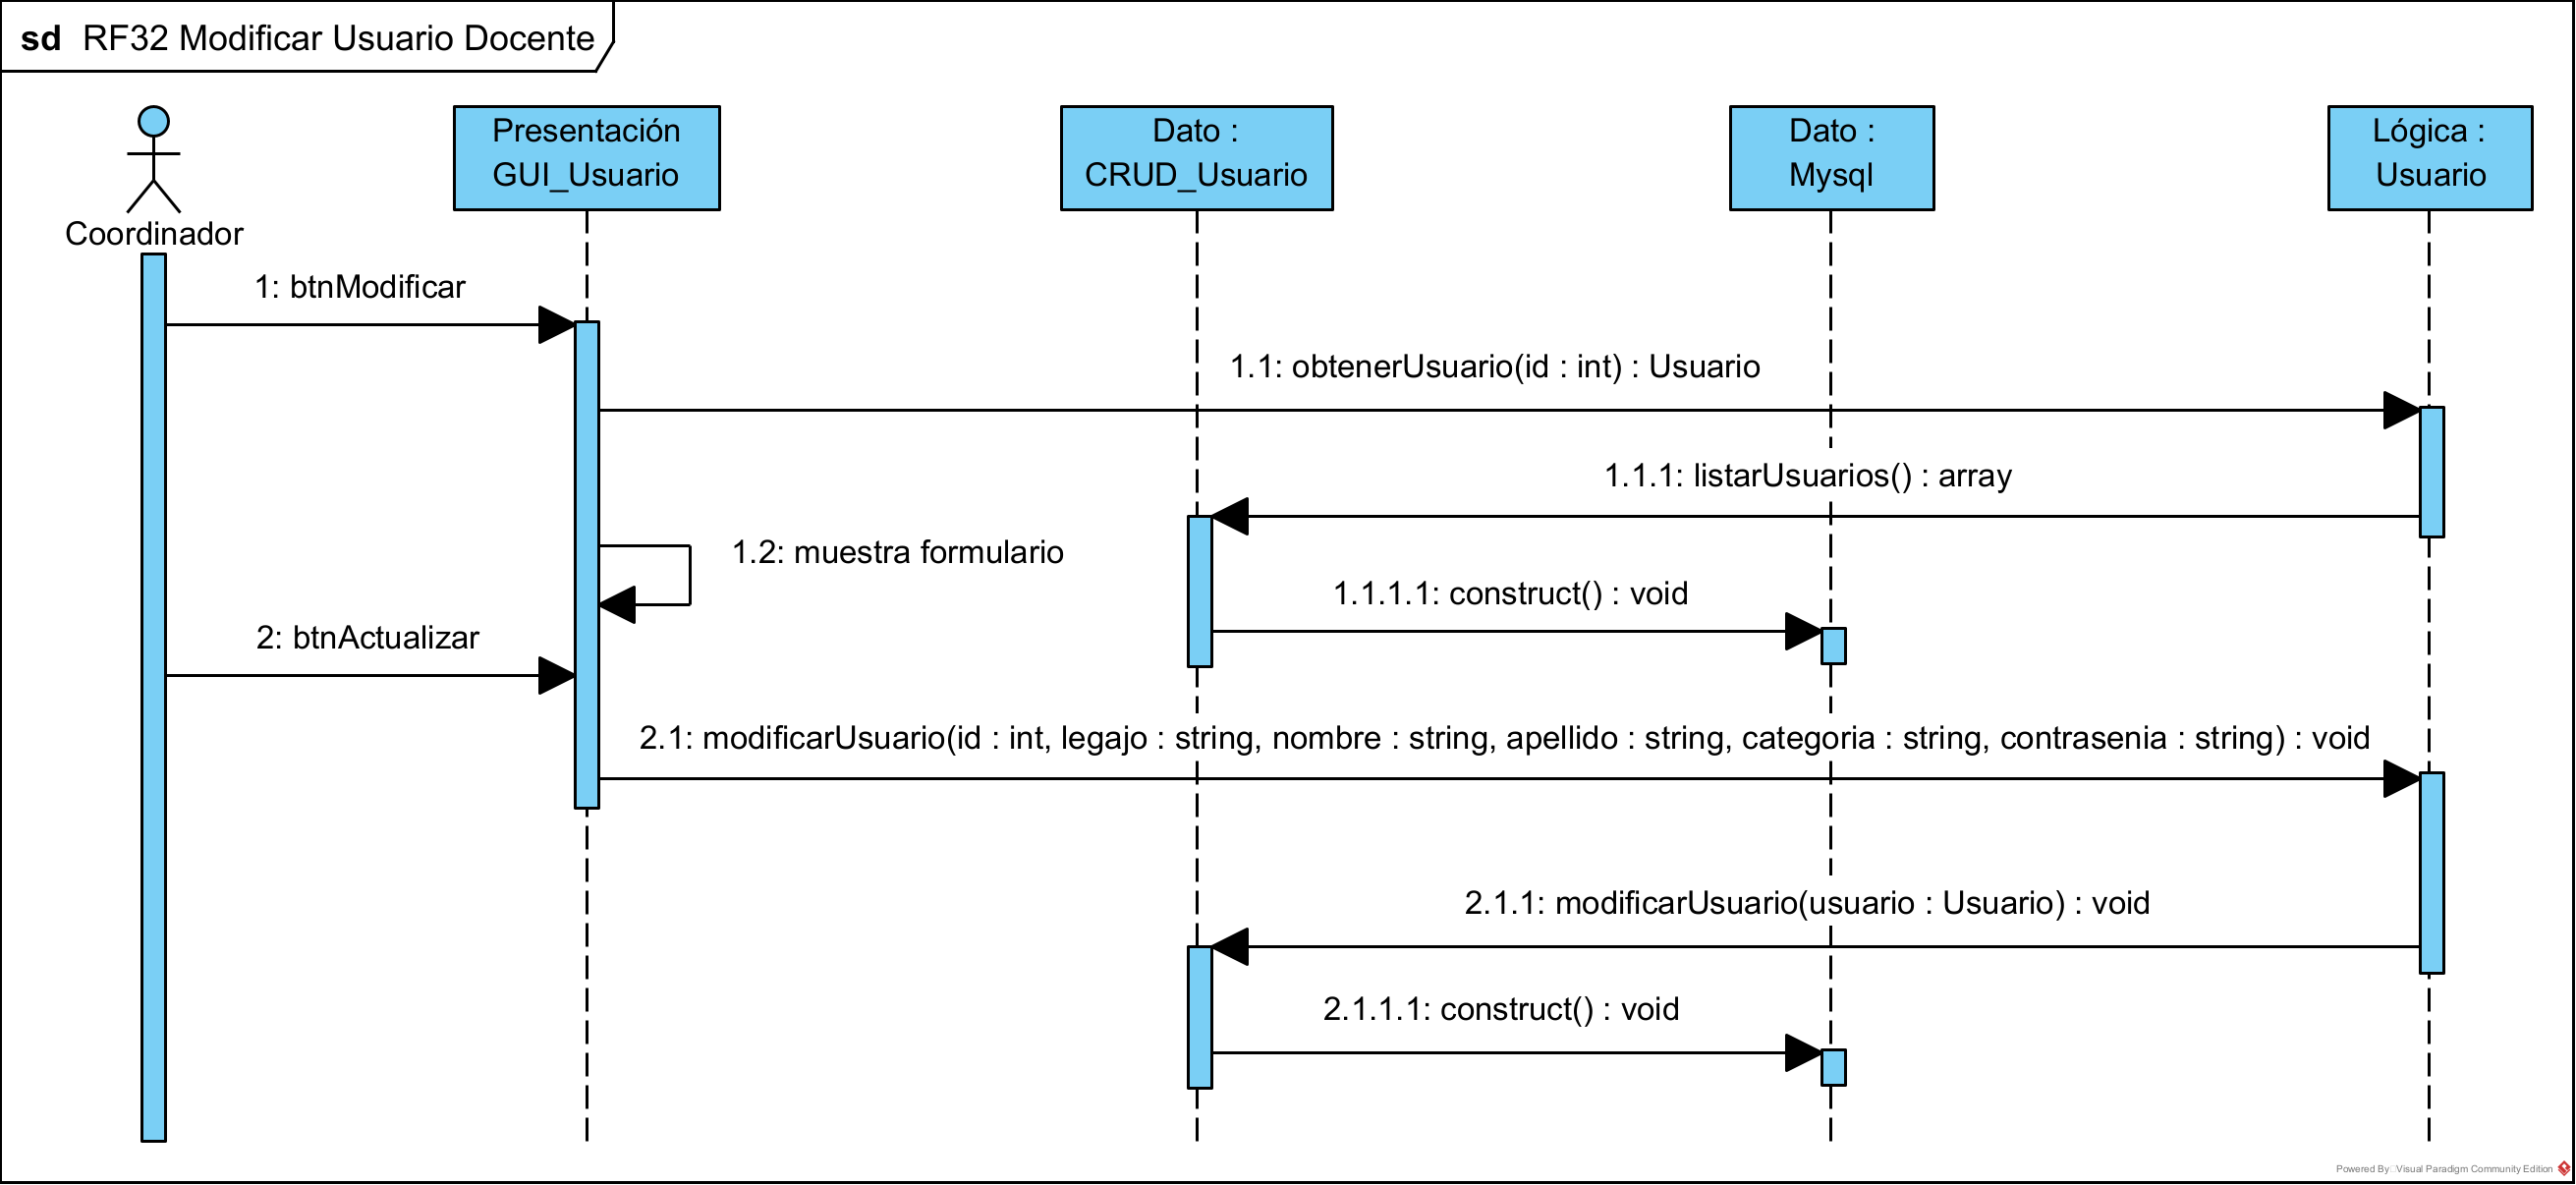 sd RF32 Modificar Usuario Docente
Presentación
GUI_Usuario
Dato :
CRUD_Usuario
Dato :
Mysql
Lógica :
Usuario
Coordinador
1: btnModificar
1.1: obtenerUsuario(id : int) : Usuario
1.1.1: listarUsuarios() : array
1.2: muestra formulario
1.1.1.1: construct() : void
2: btnActualizar
2.1: modificarUsuario(id : int, legajo : string, nombre : string, apellido : string, categoria : string, contrasenia : string) : void
2.1.1: modificarUsuario(usuario : Usuario) : void
2.1.1.1: construct() : void
Powered By Visual Paradigm Community Edition